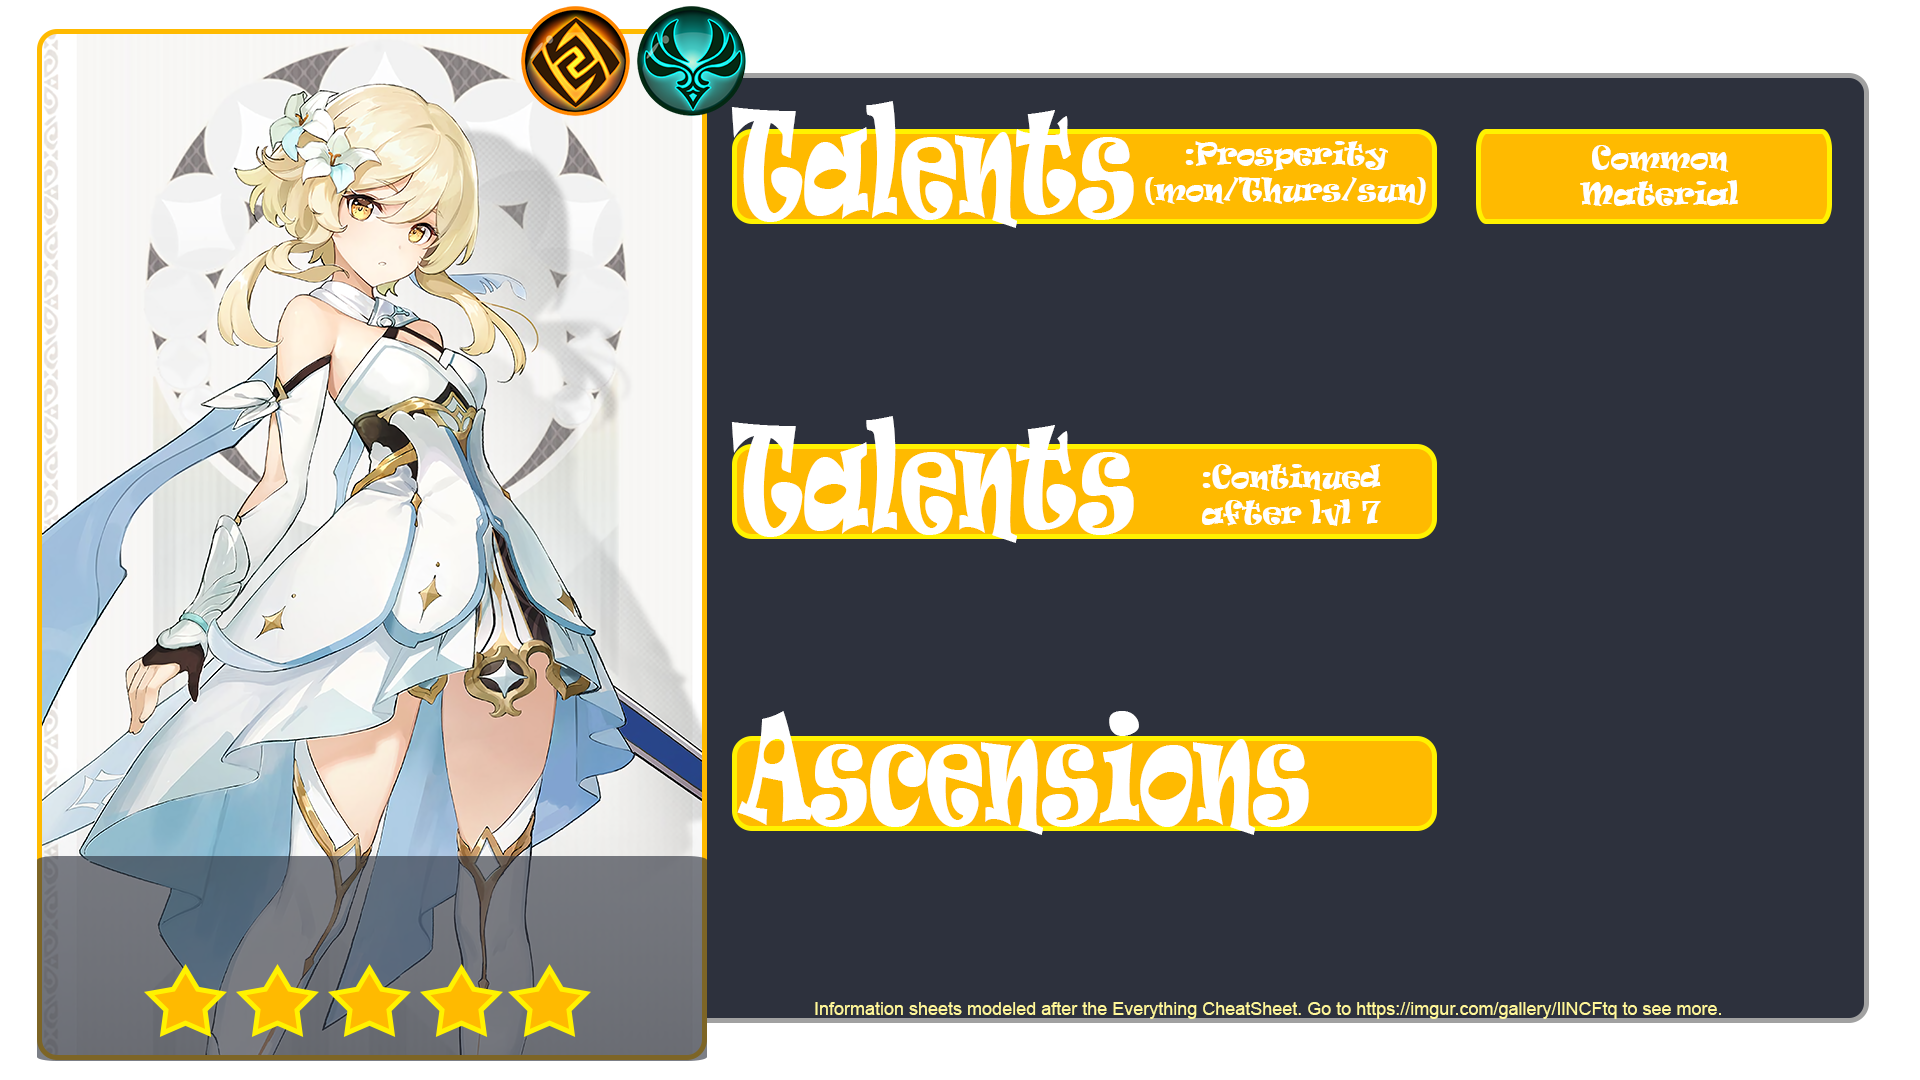 Talents
:Prosperity
(mon/Thurs/sun)
Common
Material
Talents
:Continued
after lvl 7
Ascensions
Information sheets modeled after the Everything CheatSheet. Go to https://imgur.com/gallery/IINCFtq to see more.